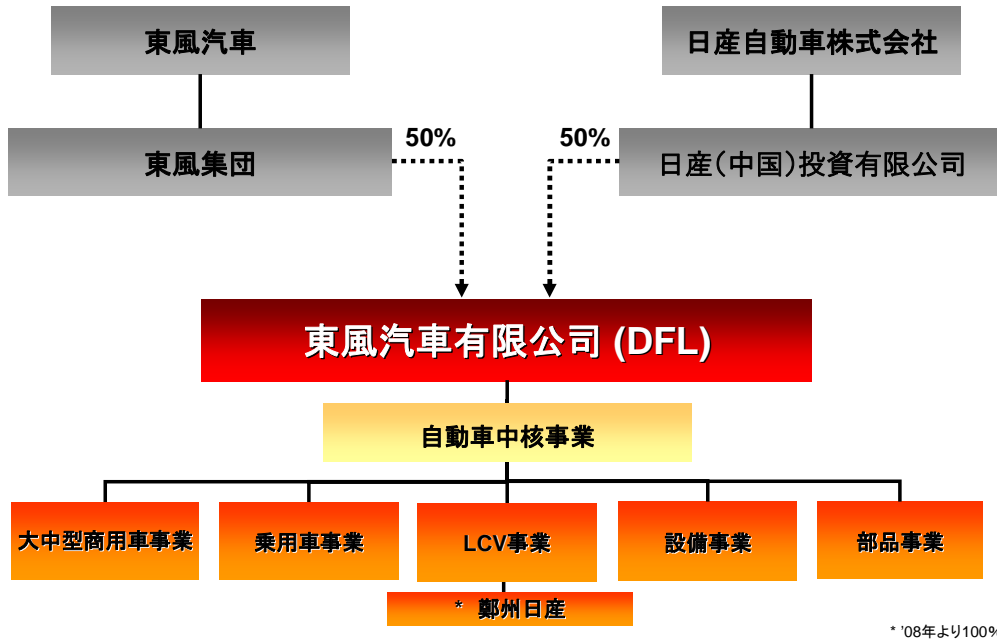 東風汽車
日産自動車株式会社
東風集団
50%
50%
日産(中国)投資有限公司
東風汽車有限公司 (DFL)
自動車中核事業
大中型商用車事業
乗用車事業
LCV事業
設備事業
部品事業
* 鄭州日産
* '08年より100%